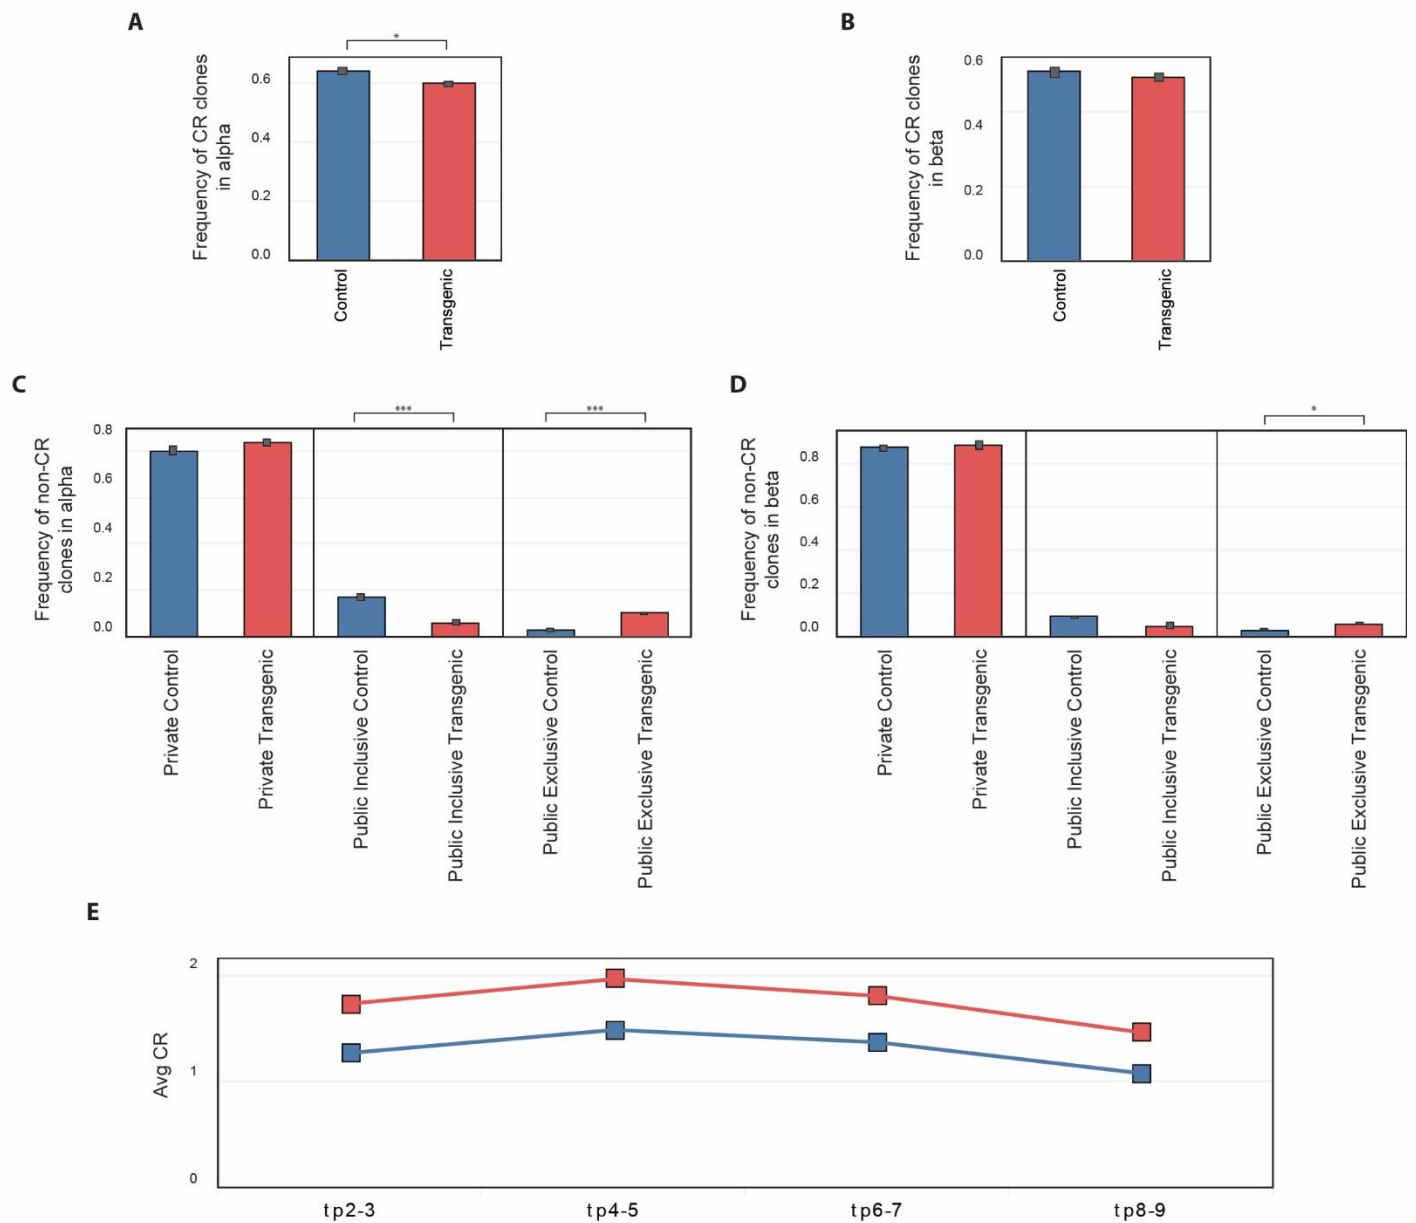 A
*
Frequency of CR clones
in alpha
0.6
0.4
0.2
0.0
Control
Transgenic
B
Frequency of CR clones
in beta
0.6
0.4
0.2
0.0
Control
Transgenic
C
***
***
Frequency of non-CR
clones in alpha
0.8
0.6
0.4
0.2
0.0
Private Control
Private Transgenic
Public Inclusive Control
Public Inclusive Transgenic
Public Exclusive Control
Public Exclusive Transgenic
D
*
Frequency of non-CR
clones in beta
0.8
0.6
0.4
0.2
0.0
Private Control
Private Transgenic
Public Inclusive Control
Public Inclusive Transgenic
Public Exclusive Control
Public Exclusive Transgenic
E
Avg CR
2
1
0
tp2-3
tp4-5
tp6-7
tp8-9